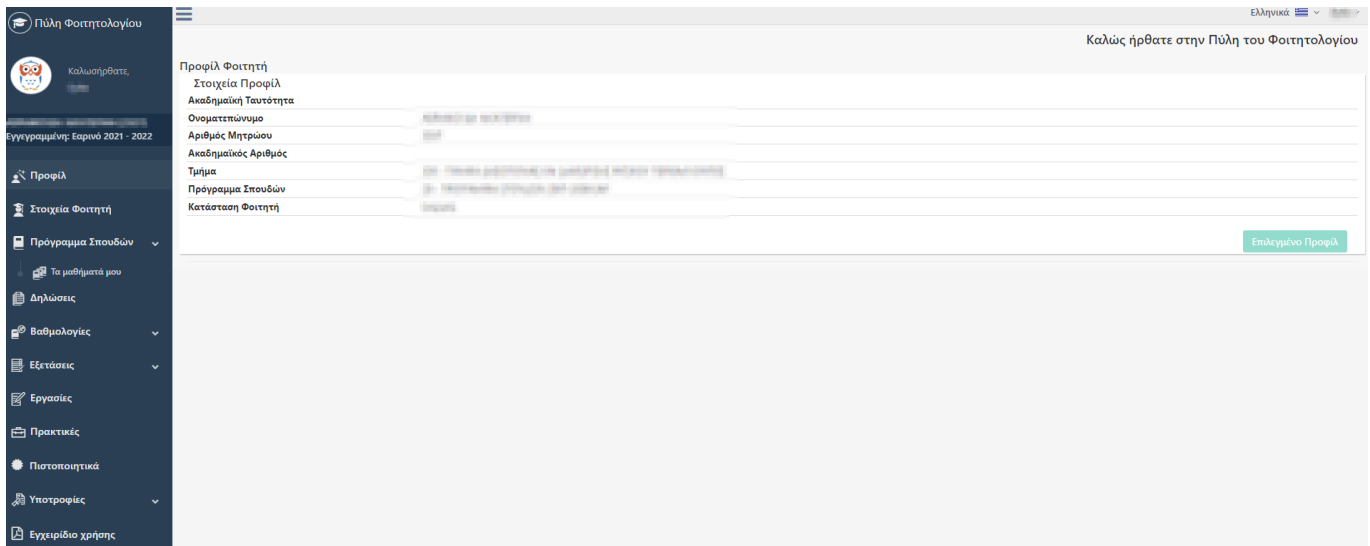 Πύλη Φοιτητολογίου
Ελληνικά
Καλώς ήρθατε στην Πύλη του Φοιτητολογίου
Καλωσήρθατε,
Εγγεγραμμένη: Εαρινό 2021 - 2022
Προφίλ
Στοιχεία Φοιτητή
Πρόγραμμα Σπουδών
Τα μαθήματά μου
Δηλώσεις
Βαθμολογίες
Εξετάσεις
Εργασίες
Πρακτικές
Πιστοποιητικά
Υποτροφίες
Εγχειρίδιο χρήσης
Προφίλ Φοιτητή
Στοιχεία Προφίλ
Ακαδημαϊκή Ταυτότητα
Ονοματεπώνυμο
Αριθμός Μητρώου
Ακαδημαϊκός Αριθμός
Τμήμα
Πρόγραμμα Σπουδών
Κατάσταση Φοιτητή
Επιλεγμένο Προφίλ